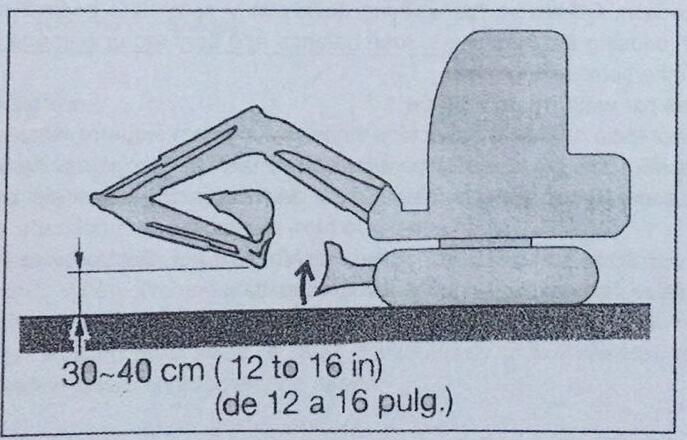 30~40 cm ( 12 to 16 in)
(de 12 a 16 pulg.)